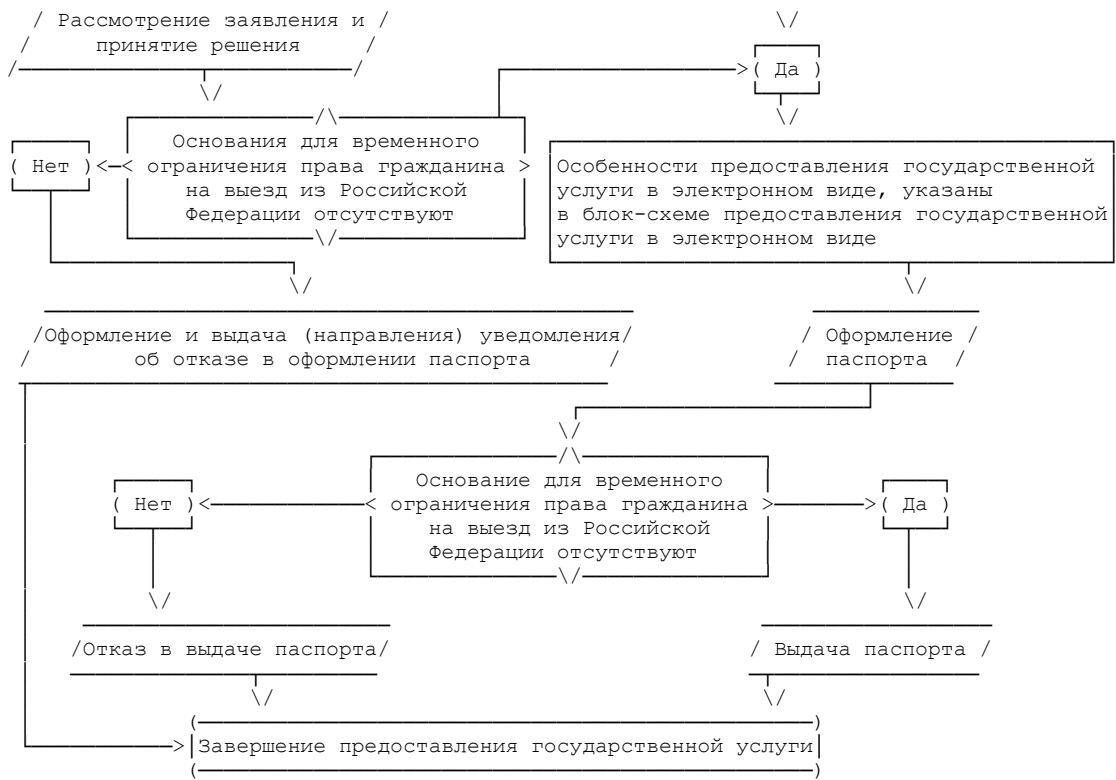 Рассмотрение заявления и
принятие решения
Да
Основания для временного
ограничения права гражданина
на выезд из Российской
Федерации отсутствуют
Нет
Особенности предоставления государственной
услуги в электронном виде, указаны
в блок-схеме предоставления государственной
услуги в электронном виде
Оформление и выдача (направления) уведомления
об отказе в оформлении паспорта
Оформление
паспорта
Основание для временного
ограничения права гражданина
на выезд из Российской
Федерации отсутствуют
Нет
Да
Отказ в выдаче паспорта
Выдача паспорта
Завершение предоставления государственной услуги